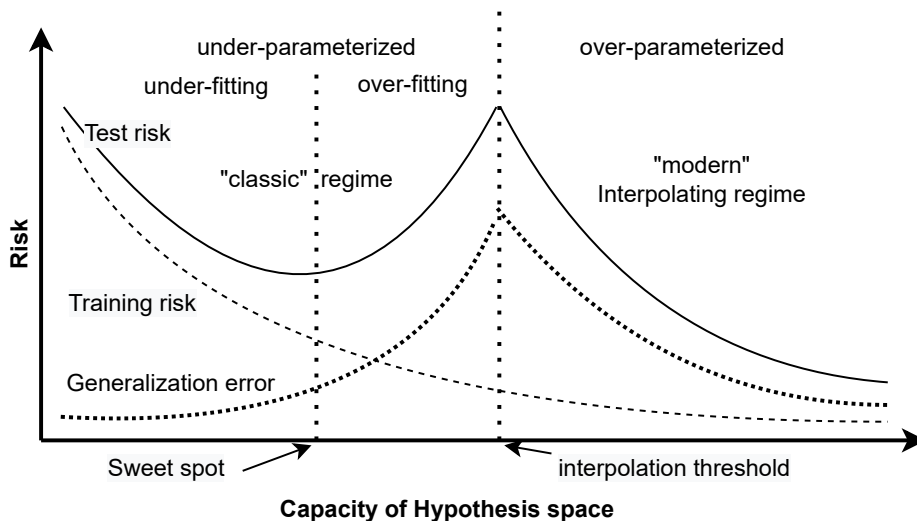 under-parameterized
over-parameterized
under-fitting
over-fitting
Test risk
"classic" regime
"modern"
Interpolating regime
Risk
Training risk
Generalization error
Sweet spot
interpolation threshold
Capacity of Hypothesis space